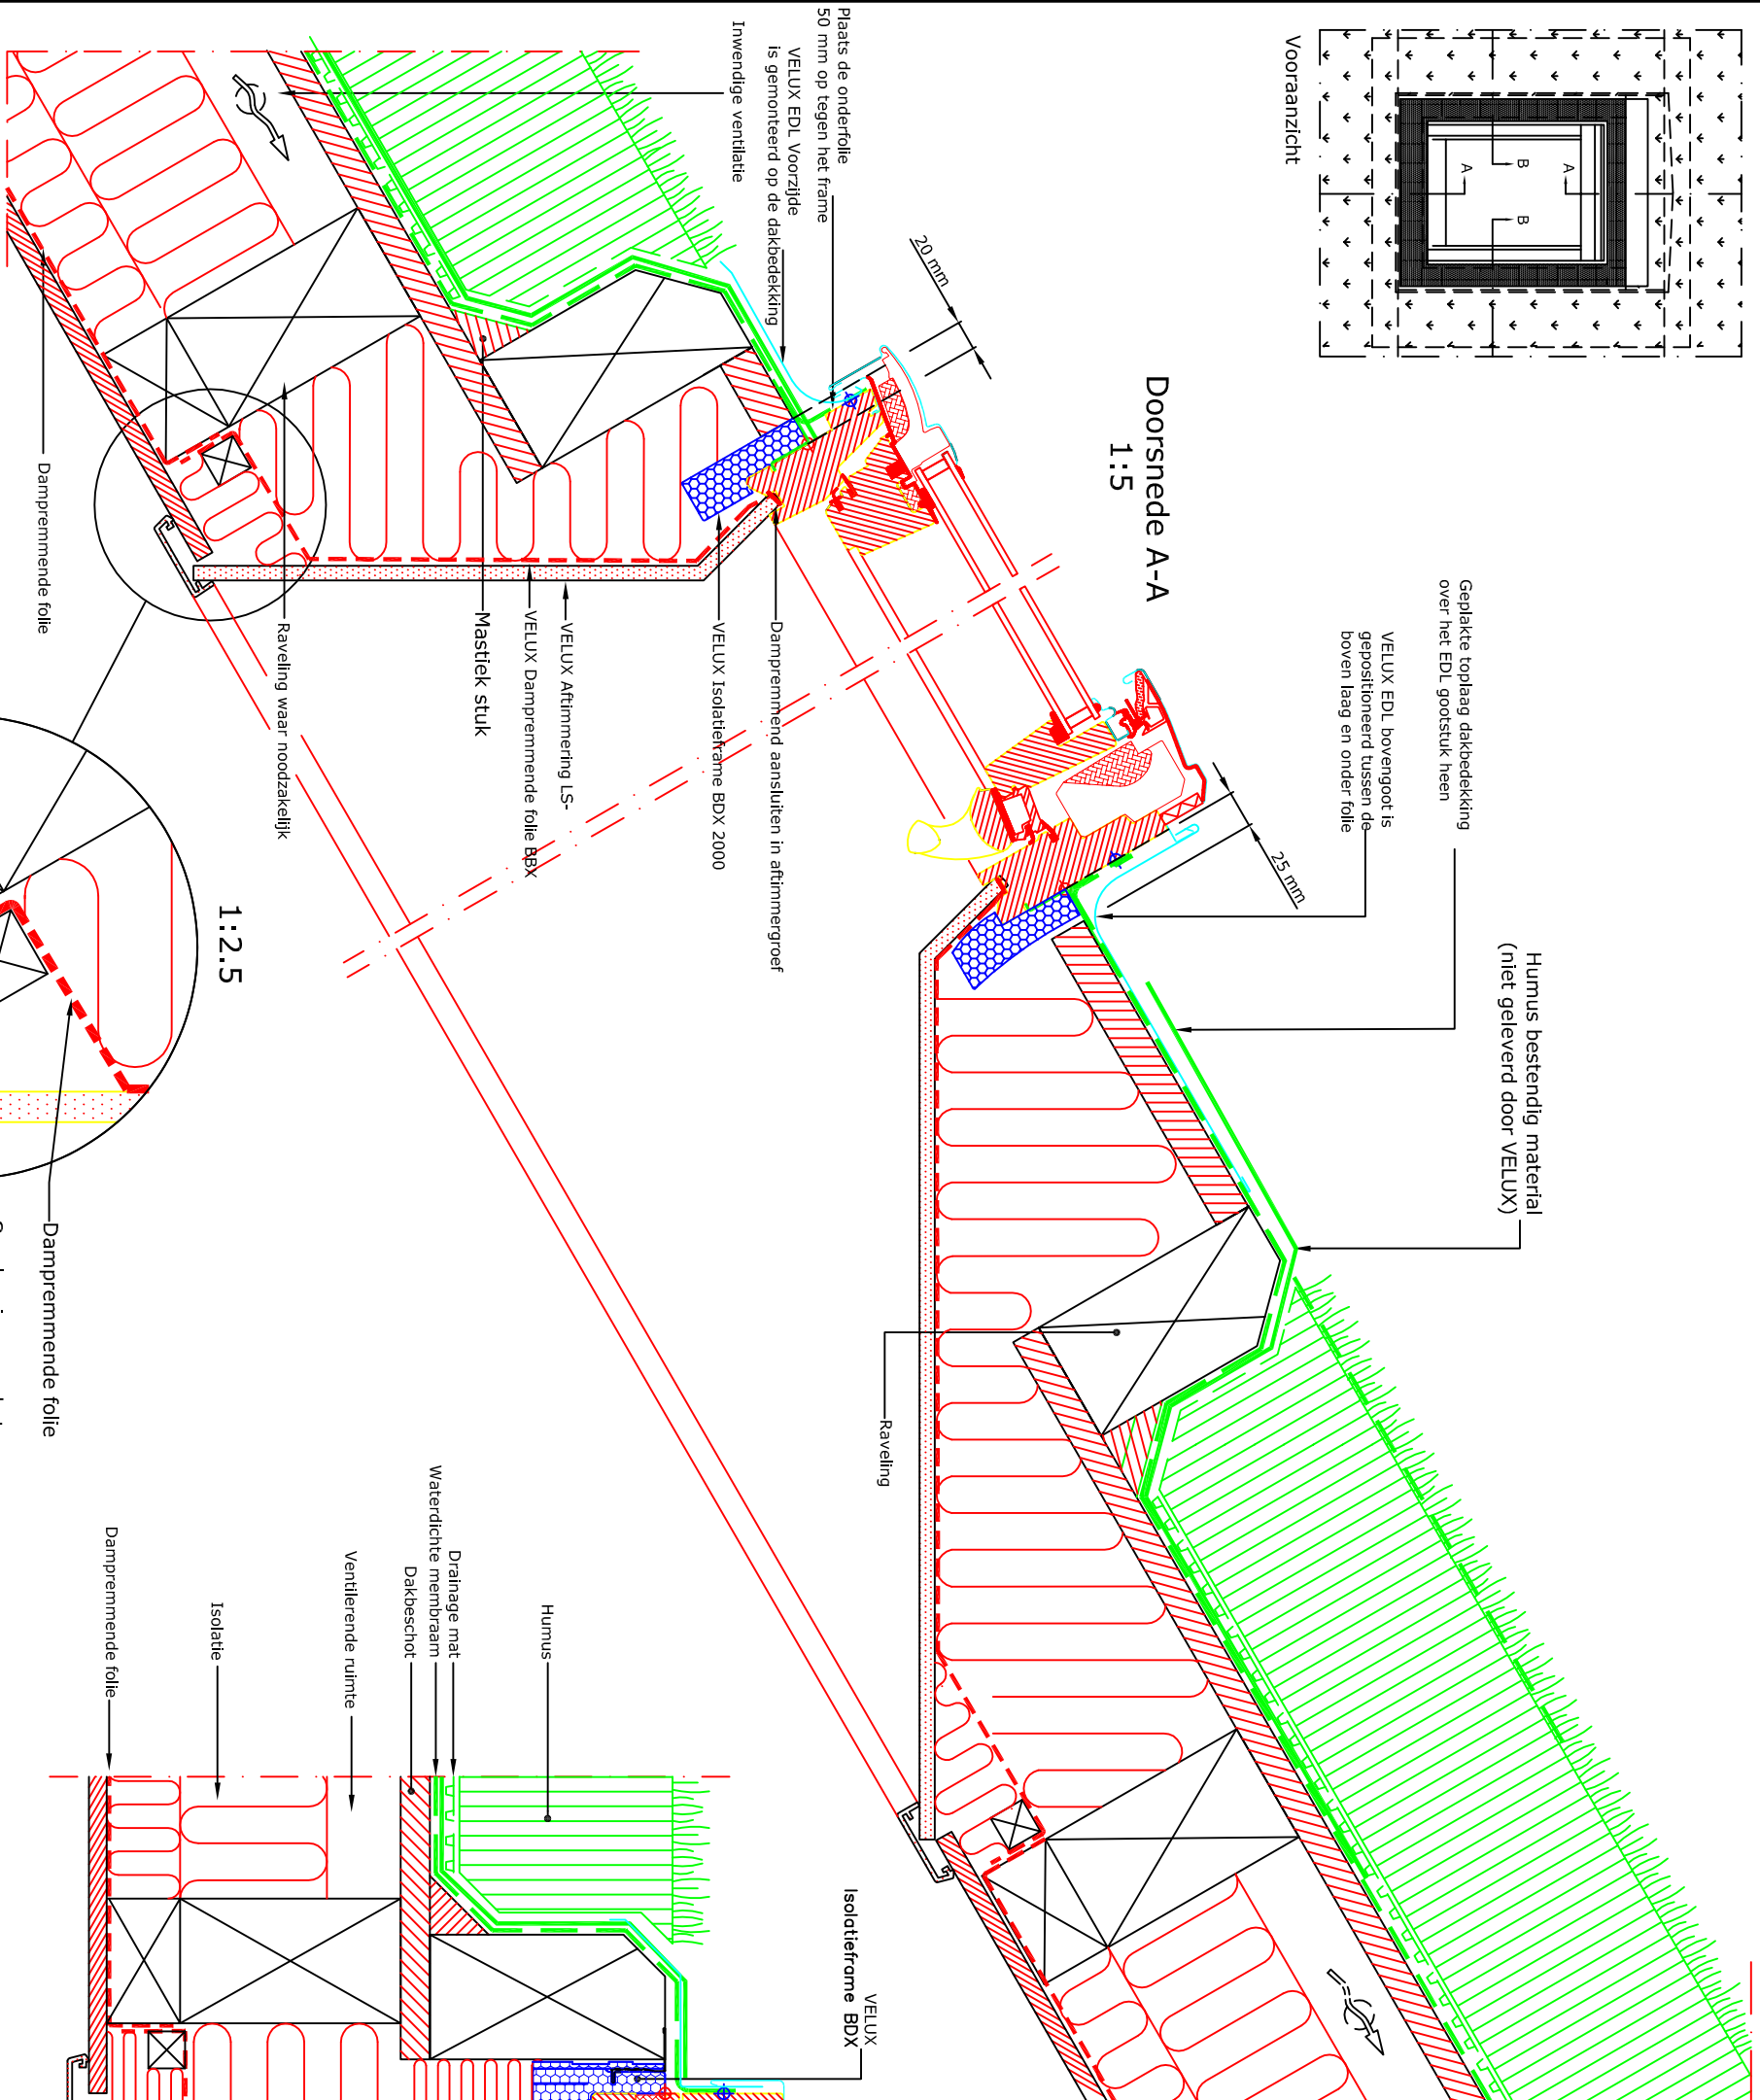 Vooraanzicht
A
A
B
B
Doorsnede A-A
1:5
Plaats de onderfolie
50 mm op tegen het frame
VELUX EDL Voorzijde
is gemonteerd op de dakbedekking
Inwendige ventilatie
20 mm
25 mm
Geplakte toplaag dakbedekking
over het EDL gootstuk heen
VELUX EDL bovengoot is
gepositioneerd tussen de
boven laag en onder folie
Humus bestendig material
(niet geleverd door VELUX)
Dampremmend aansluiten in aftimmergroef
VELUX Isolatieframe BDX 2000
VELUX Aftimmering LS-
VELUX Dampremmende folie BBX
Mastiek stuk
Raveling waar noodzakelijk
Dampremmende folie
1:2.5
Dampremmende folie
Raveling
Humus
Drainage mat
Waterdichte membraam
Dakbeschot
Ventilerende ruimte
Isolatie
Dampremmende folie
VELUX
Isolatieframe BDX